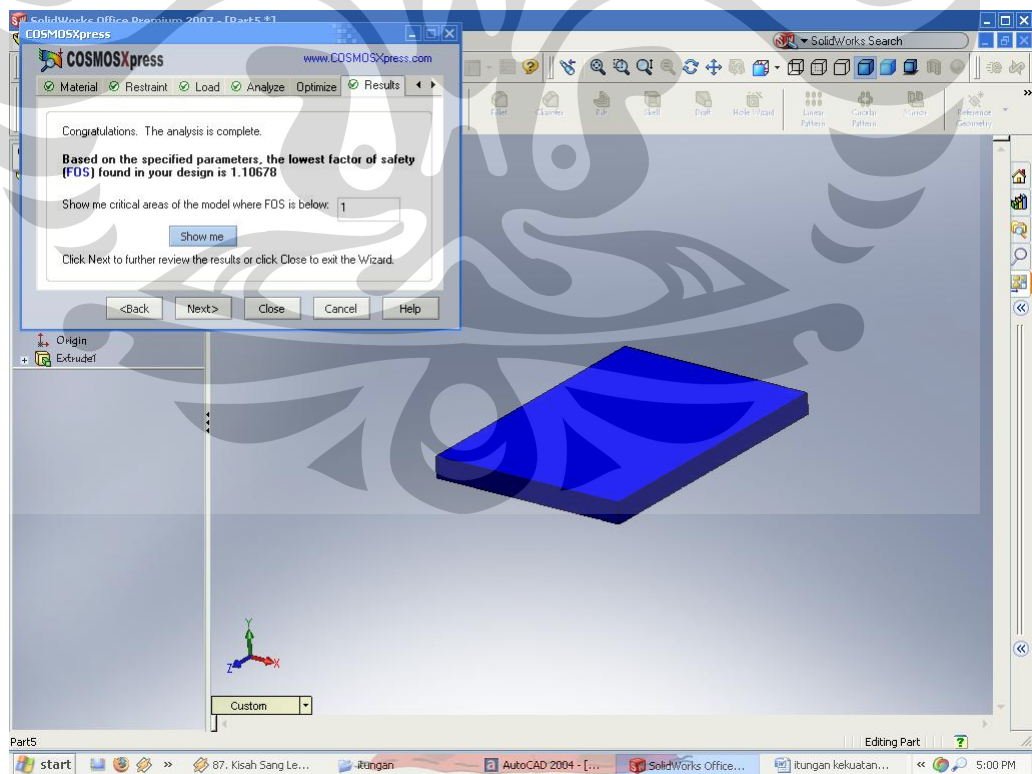 SolidWorks Office Premium 2007 - [Part5 *]
COSMOSXpress
COSMOSXpress www.COSMOSXpress.com
SolidWorks Search
Material Restraint Load Analyze Optimize Results
Fillet Chamfer Rib Shell Draft Hole Wizard Linear Pattern Circular Pattern Mirror Reference Geometry
Congratulations. The analysis is complete.
Based on the specified parameters, the lowest factor of safety
(FOS) found in your design is 1.10678
Show me critical areas of the model where FOS is below: 1
Show me
Click Next to further review the results or click Close to exit the Wizard.
<Back Next> Close Cancel Help
Origin
Extrude1
Y
Z X
Custom
Part5 Editing Part
start 87. Kisah Sang Le... itungan AutoCAD 2004 - [... SolidWorks Office... itungan kekuatan... 5:00 PM